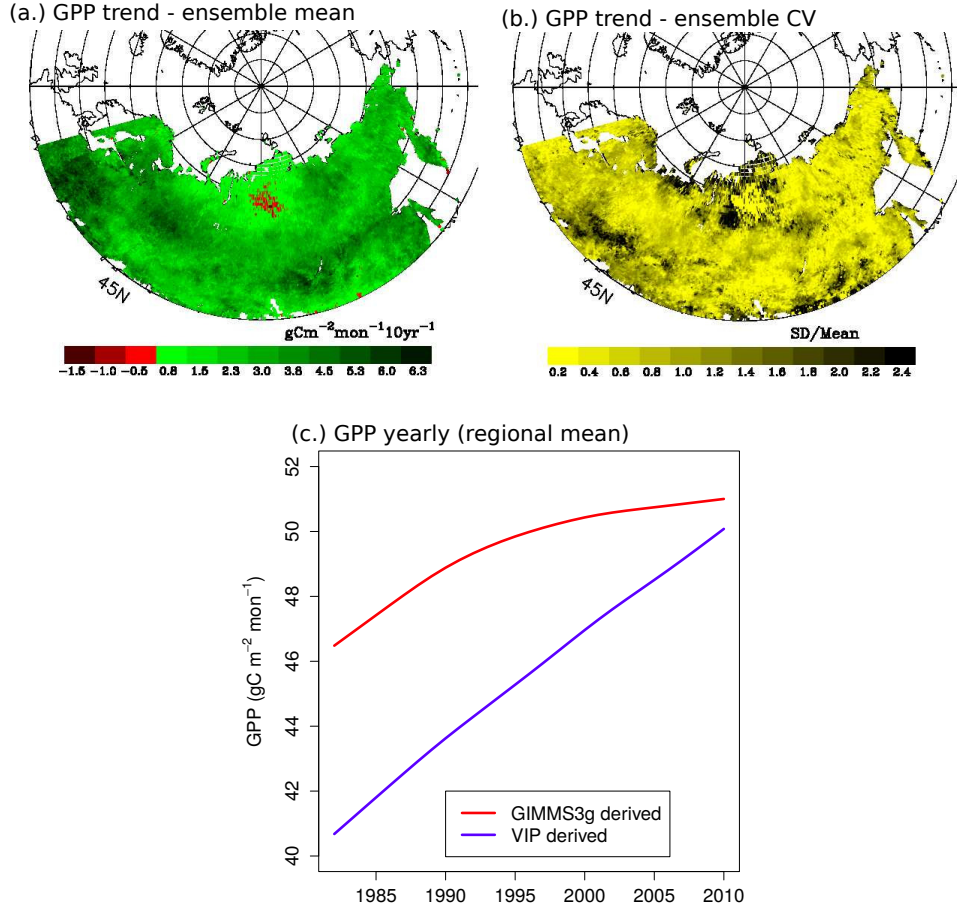 (a.) GPP trend - ensemble mean
(b.) GPP trend - ensemble CV
45N
45N
gCm⁻²mon⁻¹10yr⁻¹
SD/Mean
−1.5 −1.0 −0.5 0.8 1.5 2.3 3.0 3.8 4.5 5.3 6.0 6.3
0.2 0.4 0.6 0.8 1.0 1.2 1.4 1.6 1.8 2.0 2.2 2.4
(c.) GPP yearly (regional mean)
52
50
48
46
44
42
40
GPP (gC m⁻² mon⁻¹)
GIMMS3g derived
VIP derived
1985 1990 1995 2000 2005 2010